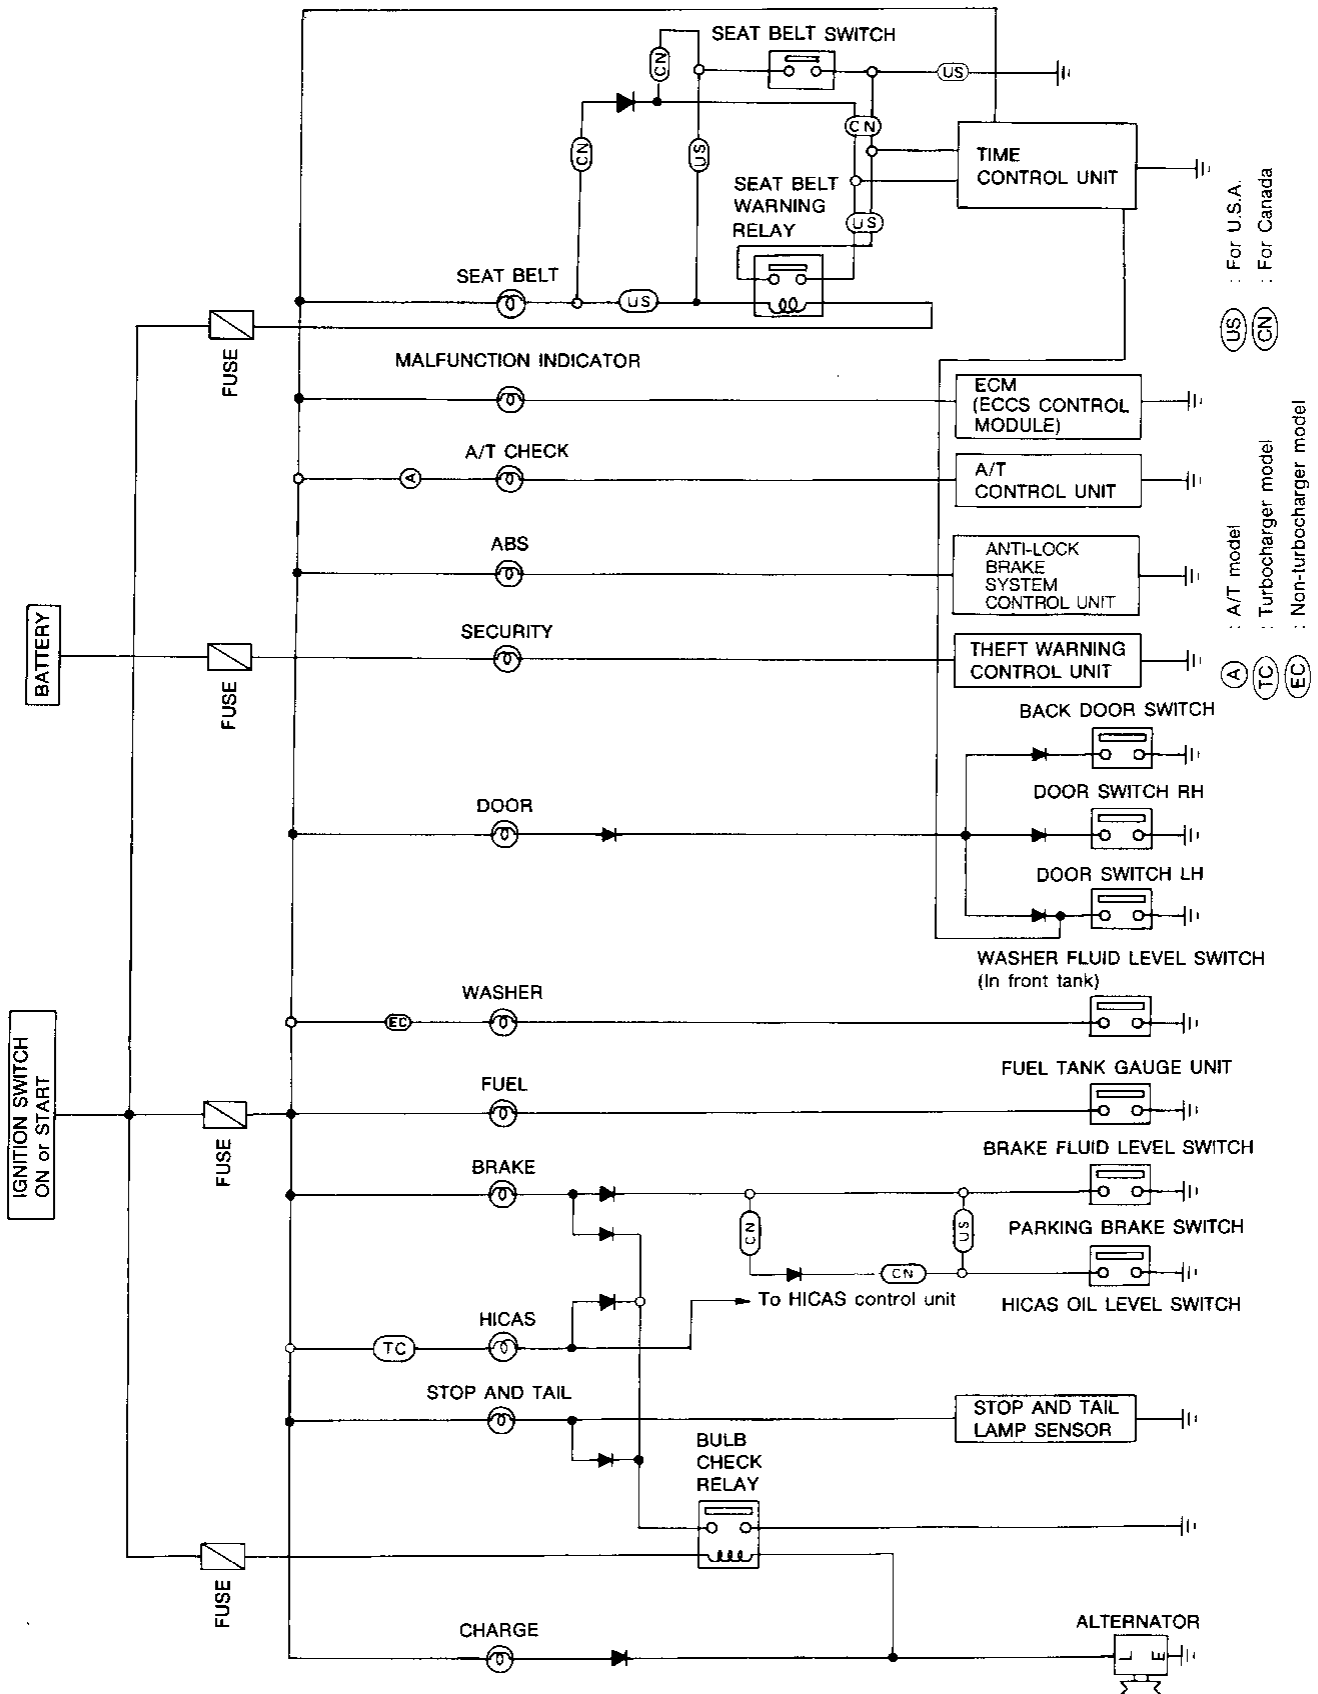 SEAT BELT SWITCH
CN
US
CN
TIME
CONTROL UNIT
CN
US
SEAT BELT
WARNING
RELAY
US
SEAT BELT
US
FUSE
US : For U.S.A.
CN : For Canada
MALFUNCTION INDICATOR
ECM
(ECCS CONTROL
MODULE)
A/T CHECK
A
A/T
CONTROL UNIT
ABS
ANTI-LOCK
BRAKE
SYSTEM
CONTROL UNIT
A : A/T model
TC : Turbocharger model
EC : Non-turbocharger model
BATTERY
FUSE
SECURITY
THEFT WARNING
CONTROL UNIT
BACK DOOR SWITCH
DOOR SWITCH RH
DOOR
DOOR SWITCH LH
WASHER FLUID LEVEL SWITCH
(In front tank)
WASHER
EC
IGNITION SWITCH
ON or START
FUSE
FUEL
FUEL TANK GAUGE UNIT
BRAKE FLUID LEVEL SWITCH
BRAKE
CN
US
PARKING BRAKE SWITCH
CN
To HICAS control unit
HICAS OIL LEVEL SWITCH
HICAS
TC
STOP AND TAIL
STOP AND TAIL
LAMP SENSOR
BULB
CHECK
RELAY
FUSE
CHARGE
ALTERNATOR
L E